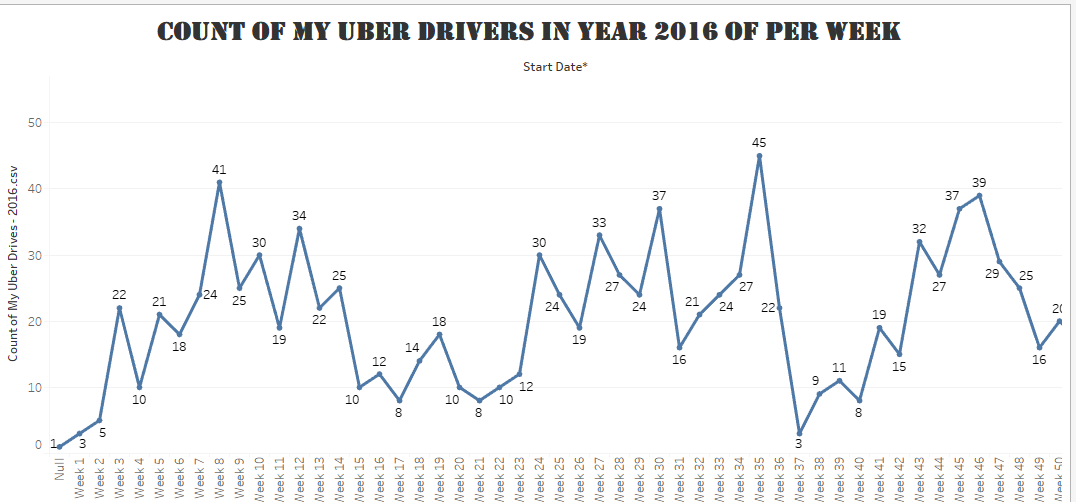 COUNT OF MY UBER DRIVERS IN YEAR 2016 OF PER WEEK
Start Date*
Count of My Uber Drives - 2016.csv
50
40
30
20
10
0
1
3
5
22
10
21
18
24
41
25
30
19
34
22
25
10
12
8
14
18
10
8
10
12
30
24
19
33
27
24
37
16
21
24
27
45
22
3
9
11
8
19
15
32
27
37
39
29
25
16
20
Null
Week 1
Week 2
Week 3
Week 4
Week 5
Week 6
Week 7
Week 8
Week 9
Week 10
Week 11
Week 12
Week 13
Week 14
Week 15
Week 16
Week 17
Week 18
Week 19
Week 20
Week 21
Week 22
Week 23
Week 24
Week 25
Week 26
Week 27
Week 28
Week 29
Week 30
Week 31
Week 32
Week 33
Week 34
Week 35
Week 36
Week 37
Week 38
Week 39
Week 40
Week 41
Week 42
Week 43
Week 44
Week 45
Week 46
Week 47
Week 48
Week 49
Week 50